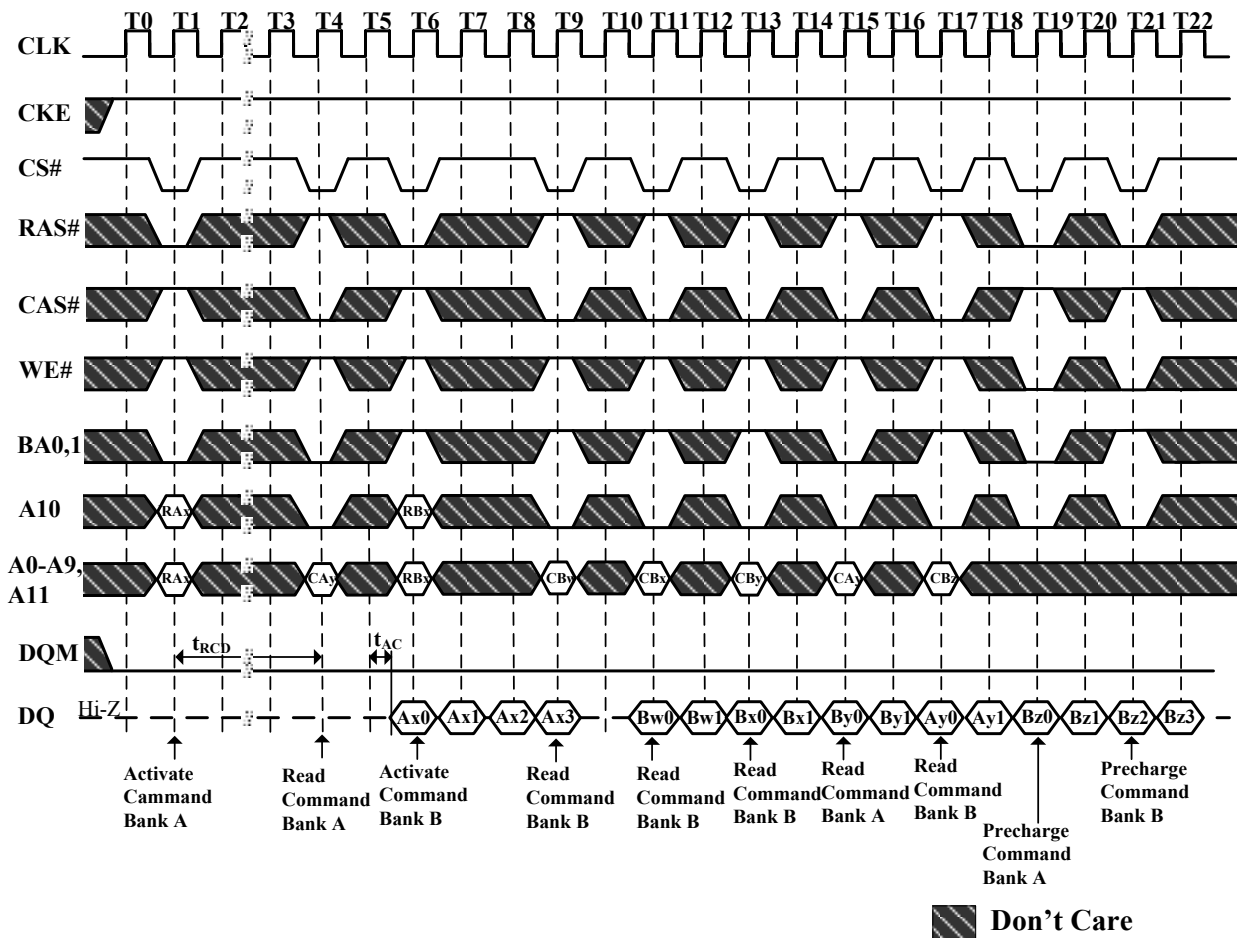 T0 T1 T2 T3 T4 T5 T6 T7 T8 T9 T10 T11 T12 T13 T14 T15 T16 T17 T18 T19 T20 T21 T22
CLK
CKE
CS#
RAS#
CAS#
WE#
BA0,1
A10 RAx RBx
A0-A9,
A11
RAx CAy RBx CBw CBx CBy CAy CBz
DQM
tRCD tAC
DQ Hi-Z Ax0 Ax1 Ax2 Ax3 Bw0 Bw1 Bx0 Bx1 By0 By1 Ay0 Ay1 Bz0 Bz1 Bz2 Bz3
Activate
Cammand
Bank A
Read
Command
Bank A
Activate
Command
Bank B
Read
Command
Bank B
Read
Command
Bank B
Read
Command
Bank B
Read
Command
Bank A
Read
Command
Bank B
Precharge
Command
Bank A
Precharge
Command
Bank B
Don't Care